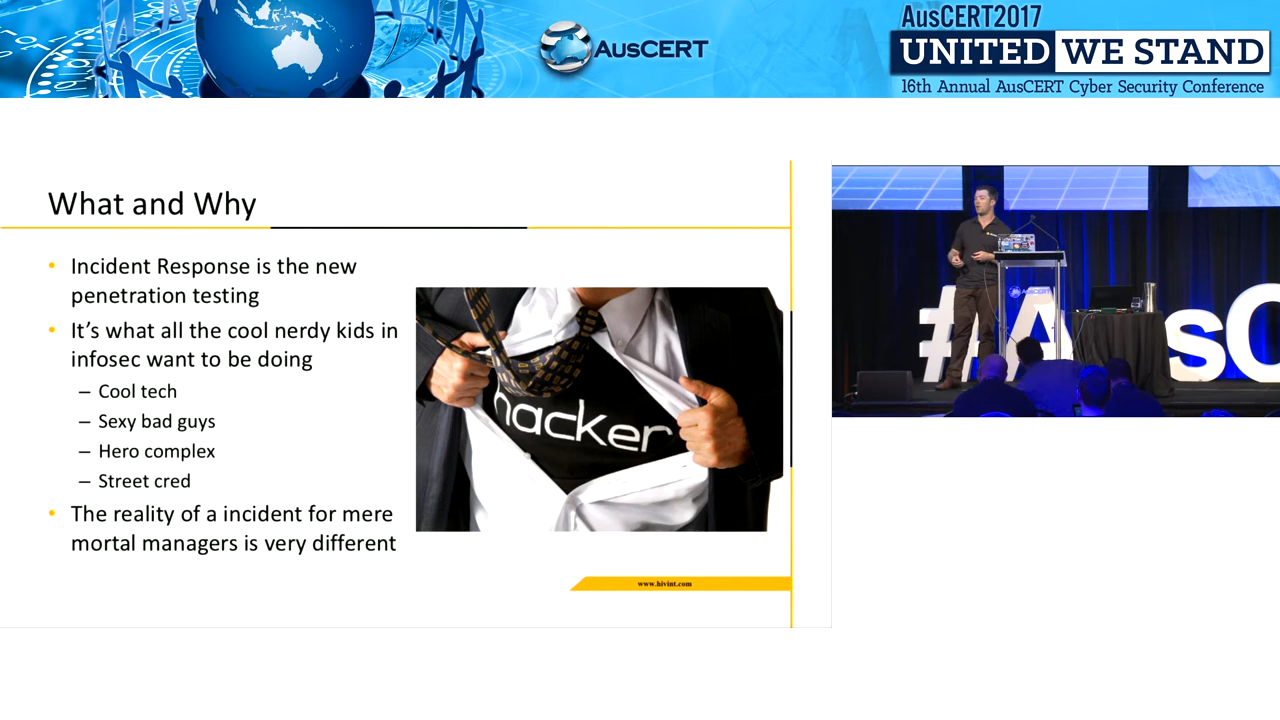 AusCERT2017
AusCERT
UNITED WE STAND
16th Annual AusCERT Cyber Security Conference
What and Why
• Incident Response is the new
penetration testing
• It’s what all the cool nerdy kids in
infosec want to be doing
– Cool tech
– Sexy bad guys
– Hero complex
– Street cred
• The reality of a incident for mere
mortal managers is very different
hacker
www.hivint.com
AusCERT
#AusC